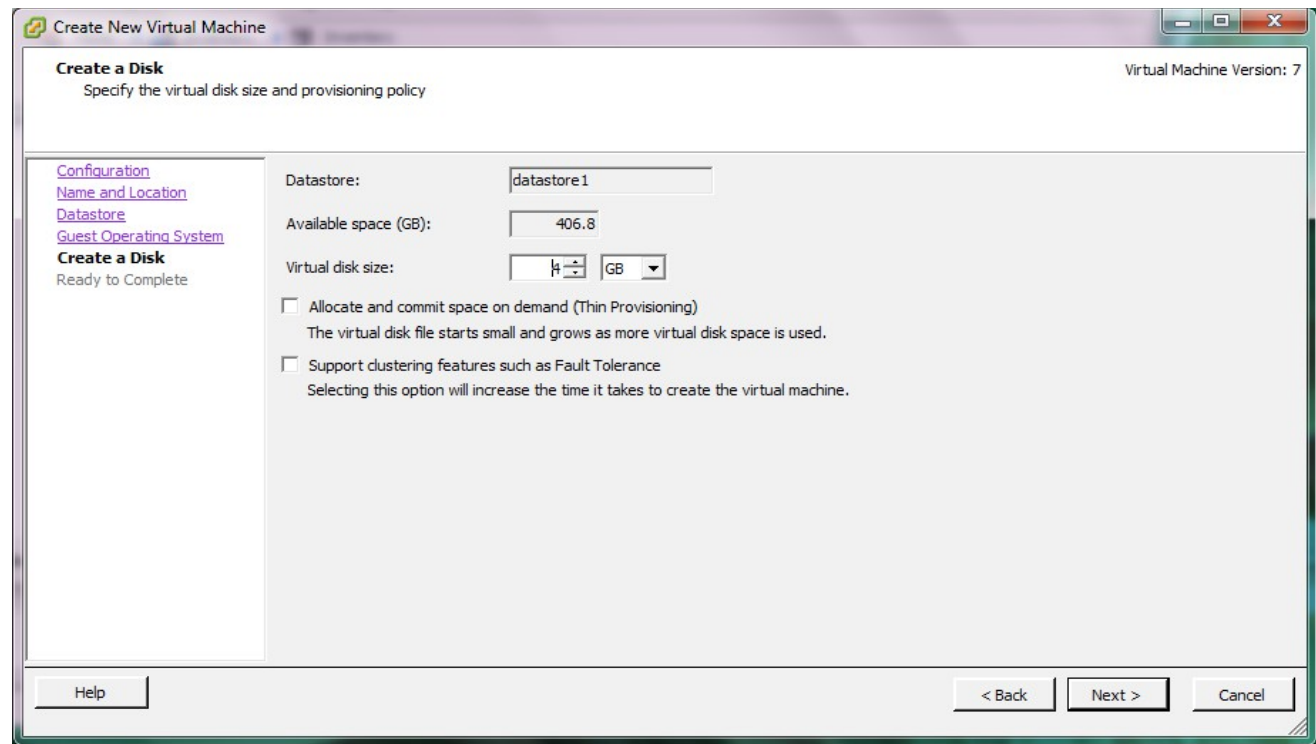 Create New Virtual Machine
Create a Disk
Virtual Machine Version: 7
Specify the virtual disk size and provisioning policy
Configuration
Name and Location
Datastore
Guest Operating System
Create a Disk
Ready to Complete
Datastore: datastore1
Available space (GB): 406.8
Virtual disk size: 4 GB
Allocate and commit space on demand (Thin Provisioning)
The virtual disk file starts small and grows as more virtual disk space is used.
Support clustering features such as Fault Tolerance
Selecting this option will increase the time it takes to create the virtual machine.
Help
< Back
Next >
Cancel